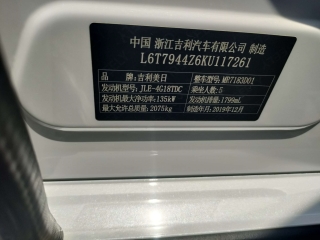 中国 浙江吉利汽车有限公司 制造
L6T7944Z6KU117261
品牌:吉利美日 整车型号:MR7183D01
发动机型号:JLE-4G18TDC 乘坐人数:5
发动机最大净功率:135kW 发动机排量:1799mL
最大允许总质量:2075kg 制造年月:2019年12月